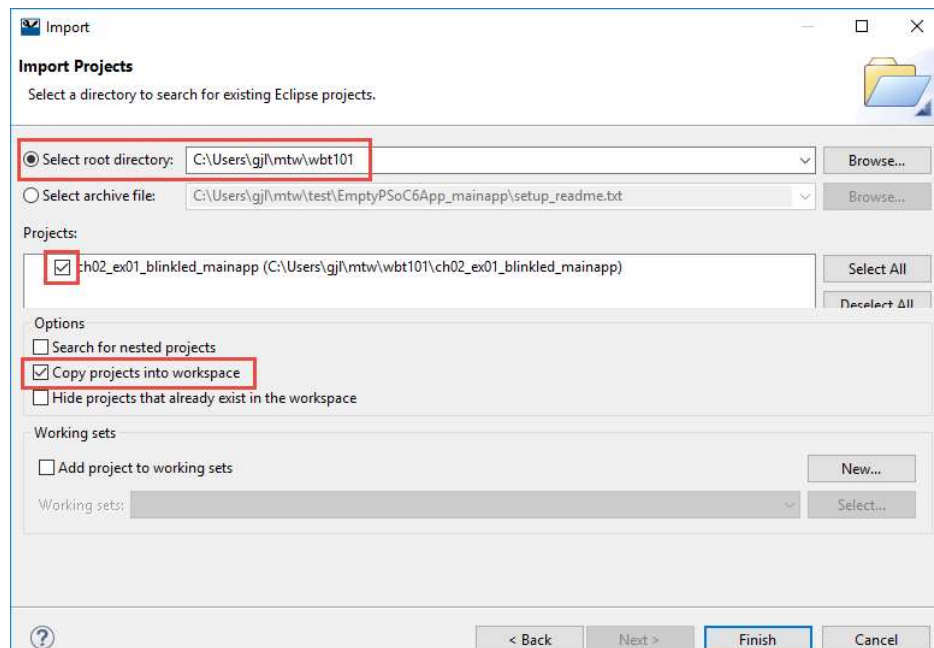 Import
Import Projects
Select a directory to search for existing Eclipse projects.
Select root directory: C:\Users\gjl\mtw\wbt101 Browse...
Select archive file: C:\Users\gjl\mtw\test\EmptyPSoC6App_mainapp\setup_readme.txt Browse...
Projects:
ch02_ex01_blinkled_mainapp (C:\Users\gjl\mtw\wbt101\ch02_ex01_blinkled_mainapp) Select All
Deselect All
Options
Search for nested projects
Copy projects into workspace
Hide projects that already exist in the workspace
Working sets
Add project to working sets New...
Working sets: Select...
? < Back Next > Finish Cancel